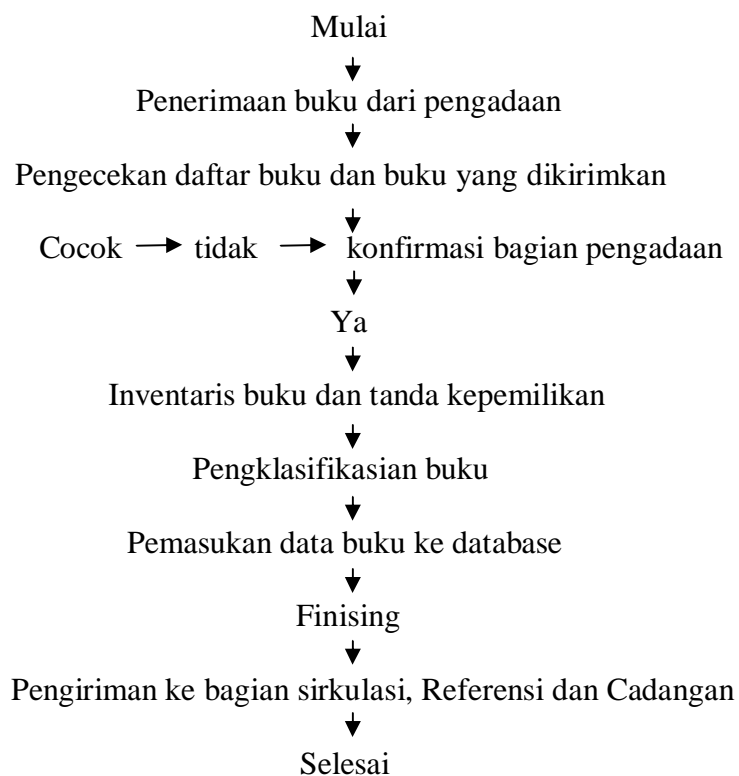 Mulai
Penerimaan buku dari pengadaan
Pengecekan daftar buku dan buku yang dikirimkan
Cocok → tidak → konfirmasi bagian pengadaan
Ya
Inventaris buku dan tanda kepemilikan
Pengklasifikasian buku
Pemasukan data buku ke database
Finising
Pengiriman ke bagian sirkulasi, Referensi dan Cadangan
Selesai